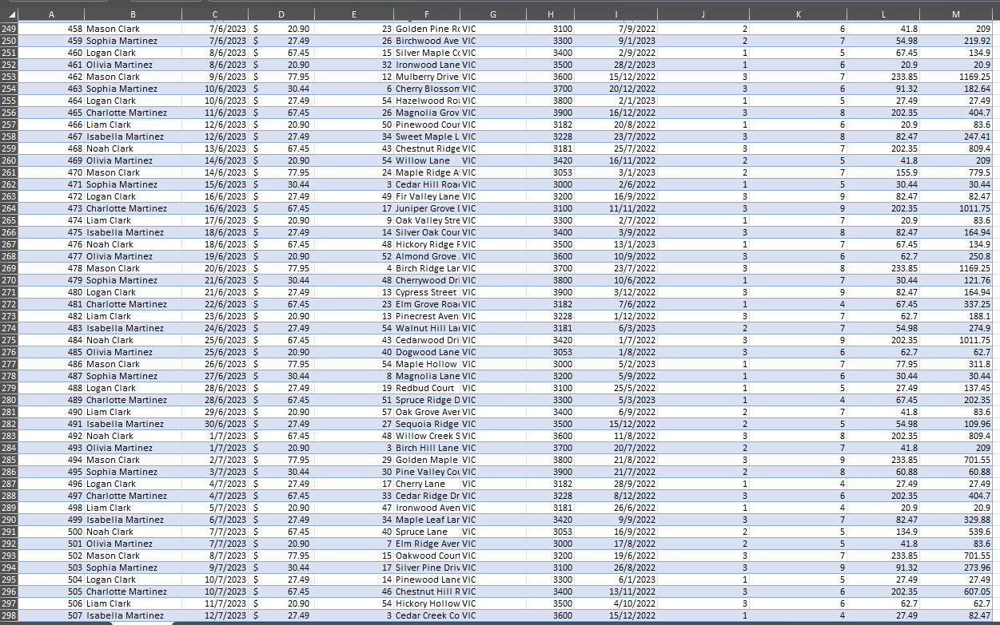 A B C D E F G H I J K L M
249 458 Mason Clark 7/6/2023 $ 20.90 23 Golden Pine Rc VIC 3100 7/9/2022 2 6 41.8 209
250 459 Sophia Martinez 7/6/2023 $ 27.49 26 Birchwood Ave VIC 3300 9/1/2023 2 7 54.98 219.92
251 460 Logan Clark 8/6/2023 $ 67.45 15 Silver Maple Co VIC 3400 2/9/2022 1 5 67.45 134.9
252 461 Olivia Martinez 8/6/2023 $ 20.90 32 Ironwood Lane VIC 3500 28/2/2023 1 6 20.9 20.9
253 462 Mason Clark 9/6/2023 $ 77.95 12 Mulberry Drive VIC 3600 15/12/2022 3 7 233.85 1169.25
254 463 Sophia Martinez 10/6/2023 $ 30.44 6 Cherry Blossom VIC 3700 20/12/2022 3 6 91.32 182.64
255 464 Logan Clark 10/6/2023 $ 27.49 54 Hazelwood Roa VIC 3800 2/1/2023 1 5 27.49 27.49
256 465 Charlotte Martinez 11/6/2023 $ 67.45 26 Magnolia Grov VIC 3900 16/12/2022 3 8 202.35 404.7
257 466 Liam Clark 12/6/2023 $ 20.90 50 Pinewood Cour VIC 3182 20/8/2022 1 6 20.9 83.6
258 467 Isabella Martinez 12/6/2023 $ 27.49 34 Sweet Maple L VIC 3228 23/7/2022 3 8 82.47 247.41
259 468 Noah Clark 13/6/2023 $ 67.45 43 Chestnut Ridge VIC 3181 25/7/2022 3 7 202.35 809.4
260 469 Olivia Martinez 14/6/2023 $ 20.90 54 Willow Lane VIC 3420 16/11/2022 2 5 41.8 209
261 470 Mason Clark 14/6/2023 $ 77.95 24 Maple Ridge A VIC 3053 3/1/2023 2 7 155.9 779.5
262 471 Sophia Martinez 15/6/2023 $ 30.44 3 Cedar Hill Roa VIC 3000 2/6/2022 1 5 30.44 30.44
263 472 Logan Clark 16/6/2023 $ 27.49 49 Fir Valley Lane VIC 3200 16/9/2022 3 9 82.47 82.47
264 473 Charlotte Martinez 16/6/2023 $ 67.45 17 Juniper Grove D VIC 3100 11/11/2022 3 9 202.35 1011.75
265 474 Liam Clark 17/6/2023 $ 20.90 9 Oak Valley Stre VIC 3300 2/7/2022 1 7 20.9 83.6
266 475 Isabella Martinez 18/6/2023 $ 27.49 14 Silver Oak Cour VIC 3400 3/9/2022 3 8 82.47 164.94
267 476 Noah Clark 18/6/2023 $ 67.45 48 Hickory Ridge R VIC 3500 13/1/2023 1 7 67.45 134.9
268 477 Olivia Martinez 19/6/2023 $ 20.90 52 Almond Grove VIC 3600 10/9/2022 3 6 62.7 250.8
269 478 Mason Clark 20/6/2023 $ 77.95 4 Birch Ridge Lar VIC 3700 23/7/2022 3 8 233.85 1169.25
270 479 Sophia Martinez 21/6/2023 $ 30.44 48 Cherrywood Dri VIC 3800 10/6/2022 1 7 30.44 121.76
271 480 Logan Clark 21/6/2023 $ 27.49 13 Cypress Street VIC 3900 3/12/2022 3 9 82.47 164.94
272 481 Charlotte Martinez 22/6/2023 $ 67.45 23 Elm Grove Roa VIC 3182 7/6/2022 1 4 67.45 337.25
273 482 Liam Clark 23/6/2023 $ 20.90 13 Pinecrest Aven VIC 3228 1/12/2022 3 7 62.7 188.1
274 483 Isabella Martinez 24/6/2023 $ 27.49 54 Walnut Hill Lar VIC 3181 6/3/2023 2 7 54.98 274.9
275 484 Noah Clark 25/6/2023 $ 67.45 43 Cedarwood Dri VIC 3420 1/7/2022 3 9 202.35 1011.75
276 485 Olivia Martinez 25/6/2023 $ 20.90 40 Dogwood Lane VIC 3053 1/8/2022 3 6 62.7 62.7
277 486 Mason Clark 26/6/2023 $ 77.95 54 Maple Hollow VIC 3000 5/2/2023 1 7 77.95 311.8
278 487 Sophia Martinez 27/6/2023 $ 30.44 8 Magnolia Lane VIC 3200 5/9/2022 1 6 30.44 30.44
279 488 Logan Clark 28/6/2023 $ 27.49 19 Redbud Court VIC 3100 25/5/2022 1 5 27.49 137.45
280 489 Charlotte Martinez 28/6/2023 $ 67.45 51 Spruce Ridge D VIC 3300 5/3/2023 1 4 67.45 202.35
281 490 Liam Clark 29/6/2023 $ 20.90 57 Oak Grove Aver VIC 3400 6/9/2022 2 7 41.8 83.6
282 491 Isabella Martinez 30/6/2023 $ 27.49 27 Sequoia Ridge VIC 3500 15/12/2022 2 5 54.98 109.96
283 492 Noah Clark 1/7/2023 $ 67.45 48 Willow Creek S VIC 3600 11/8/2022 3 8 202.35 809.4
284 493 Olivia Martinez 1/7/2023 $ 20.90 3 Birch Hill Lane VIC 3700 20/7/2022 2 7 41.8 209
285 494 Mason Clark 2/7/2023 $ 77.95 29 Golden Maple VIC 3800 21/8/2022 3 9 233.85 701.55
286 495 Sophia Martinez 3/7/2023 $ 30.44 30 Pine Valley Cou VIC 3900 21/7/2022 2 8 60.88 60.88
287 496 Logan Clark 4/7/2023 $ 27.49 17 Cherry Lane VIC 3182 28/9/2022 1 4 27.49 27.49
288 497 Charlotte Martinez 4/7/2023 $ 67.45 33 Cedar Ridge Dr VIC 3228 8/12/2022 3 6 202.35 404.7
289 498 Liam Clark 5/7/2023 $ 20.90 47 Ironwood Aven VIC 3181 26/6/2022 1 4 20.9 20.9
290 499 Isabella Martinez 6/7/2023 $ 27.49 34 Maple Leaf Lar VIC 3420 9/9/2022 3 7 82.47 329.88
291 500 Noah Clark 7/7/2023 $ 67.45 40 Spruce Lane VIC 3053 16/9/2022 2 5 134.9 539.6
292 501 Olivia Martinez 7/7/2023 $ 20.90 7 Elm Ridge Aver VIC 3000 17/8/2022 2 5 41.8 83.6
293 502 Mason Clark 8/7/2023 $ 77.95 15 Oakwood Court VIC 3200 19/6/2022 3 7 233.85 701.55
294 503 Sophia Martinez 9/7/2023 $ 30.44 17 Silver Pine Driv VIC 3100 26/8/2022 3 9 91.32 273.96
295 504 Logan Clark 10/7/2023 $ 27.49 14 Pinewood Lane VIC 3300 6/1/2023 1 5 27.49 27.49
296 505 Charlotte Martinez 10/7/2023 $ 67.45 46 Chestnut Hill R VIC 3400 13/11/2022 3 6 202.35 607.05
297 506 Liam Clark 11/7/2023 $ 20.90 54 Hickory Hollow VIC 3500 4/10/2022 3 6 62.7 62.7
298 507 Isabella Martinez 12/7/2023 $ 27.49 3 Cedar Creek Co VIC 3600 15/12/2022 1 4 27.49 82.47